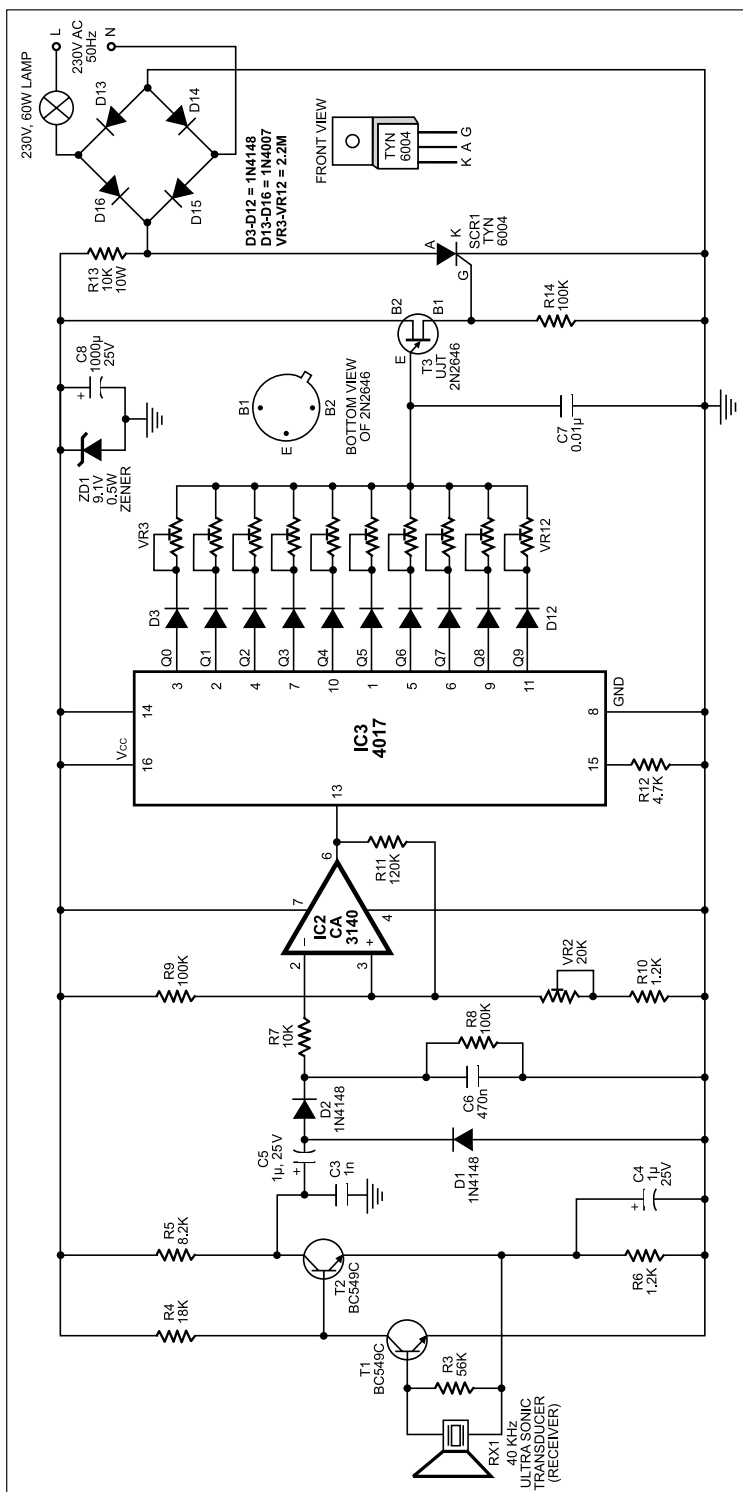 230V, 60W LAMP
L
230V AC
50Hz
N
D13
D14
D16
D15
D3-D12 = 1N4148
D13-D16 = 1N4007
VR3-VR12 = 2.2M
FRONT VIEW
TYN
6004
K A G
R13
10K
10W
A
K
G
SCR1
TYN
6004
B2
B1
E
T3
UJT
2N2646
R14
100K
C8
1000µ
25V
+
ZD1
9.1V
0.5W
ZENER
B1
E
B2
BOTTOM VIEW
OF 2N2646
C7
0.01µ
VR3
VR12
D3
D12
Q0
Q1
Q2
Q3
Q4
Q5
Q6
Q7
Q8
Q9
3
2
4
7
10
1
5
6
9
11
Vcc
16
14
IC3
4017
13
15
8
GND
R12
4.7K
R11
120K
6
7
4
IC2
CA
3140
–
+
2
3
R9
100K
VR2
20K
R10
1.2K
R7
10K
R8
100K
C6
470n
D2
1N4148
D1
1N4148
C5
1µ, 25V
+
C3
1n
C4
1µ
25V
+
R5
8.2K
R4
18K
T2
BC549C
T1
BC549C
R6
1.2K
R3
56K
RX1
40 KHz
ULTRA SONIC
TRANSDUCER
(RECEIVER)